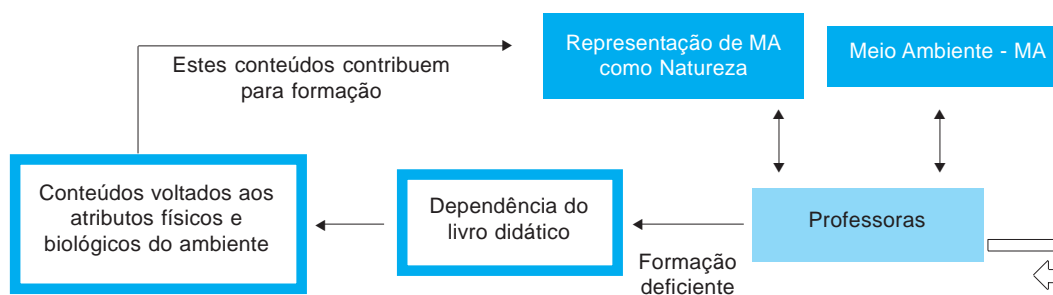 Representação de MA
como Natureza
Meio Ambiente - MA
Estes conteúdos contribuem
para formação
Conteúdos voltados aos
atributos físicos e
biológicos do ambiente
Dependência do
livro didático
Professoras
Formação
deficiente